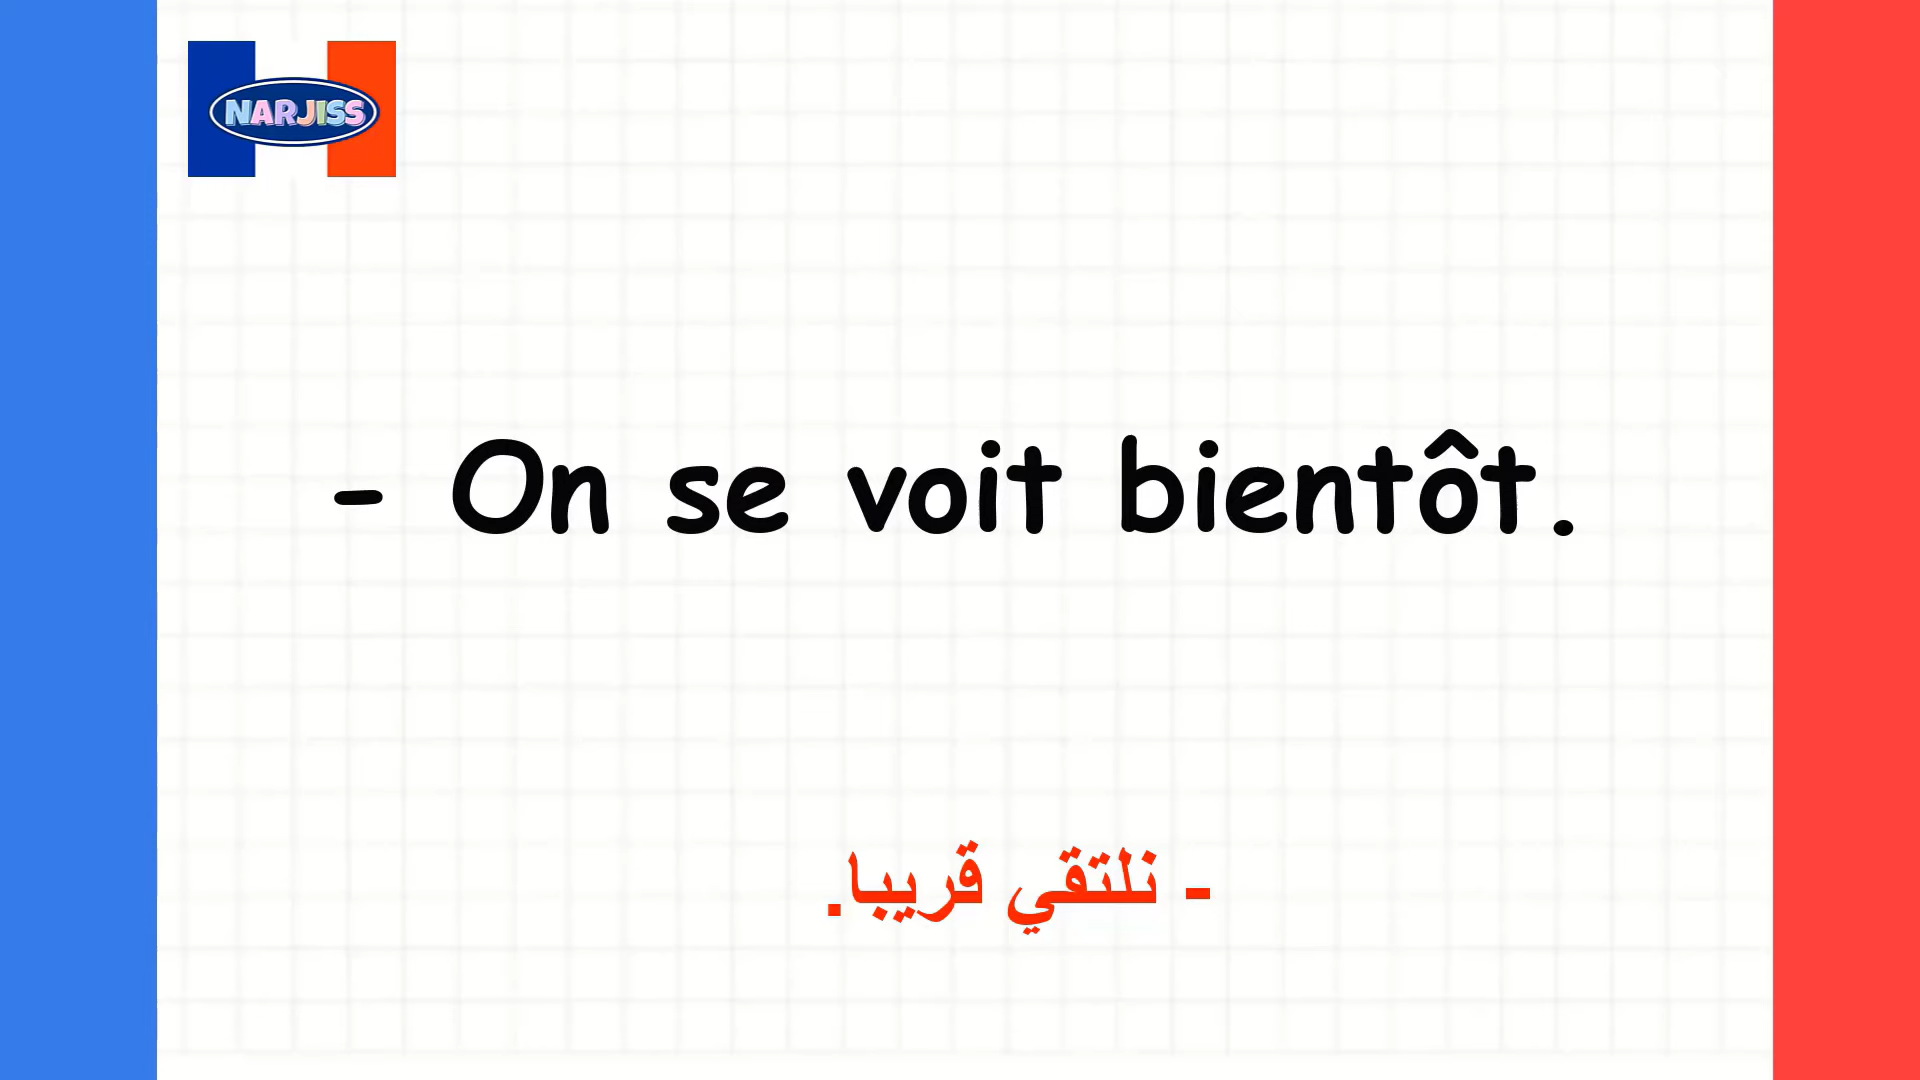 NARJISS
- On se voit bientôt.
- نلتقي قريبا.